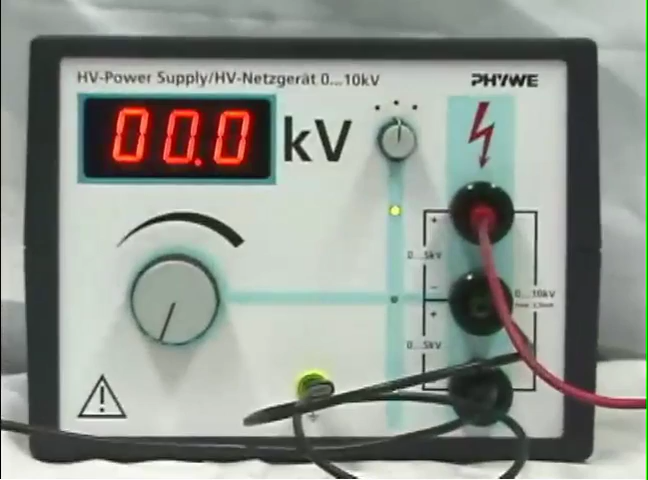 HV-Power Supply/HV-Netzgerät 0...10kV
PHYWE
00.0 kV
+
0...5kV
−
0...10kV
+
0...5kV